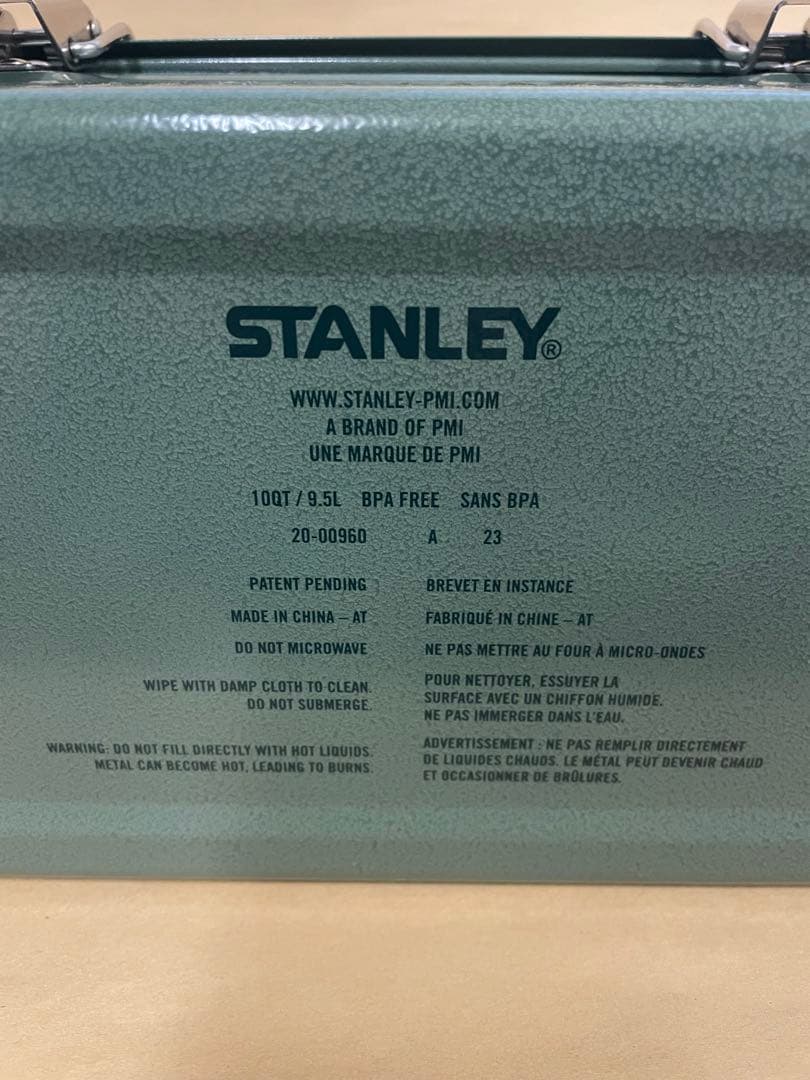 STANLEY®
WWW.STANLEY-PMI.COM
A BRAND OF PMI
UNE MARQUE DE PMI
10QT / 9.5L BPA FREE SANS BPA
20-00960 A 23
PATENT PENDING
MADE IN CHINA – AT
DO NOT MICROWAVE
WIPE WITH DAMP CLOTH TO CLEAN.
DO NOT SUBMERGE.
WARNING: DO NOT FILL DIRECTLY WITH HOT LIQUIDS.
METAL CAN BECOME HOT, LEADING TO BURNS.
BREVET EN INSTANCE
FABRIQUÉ IN CHINE – AT
NE PAS METTRE AU FOUR À MICRO-ONDES
POUR NETTOYER, ESSUYER LA
SURFACE AVEC UN CHIFFON HUMIDE.
NE PAS IMMERGER DANS L'EAU.
ADVERTISSEMENT : NE PAS REMPLIR DIRECTEMENT
DE LIQUIDES CHAUDS. LE MÉTAL PEUT DEVENIR CHAUD
ET OCCASIONNER DE BRÛLURES.